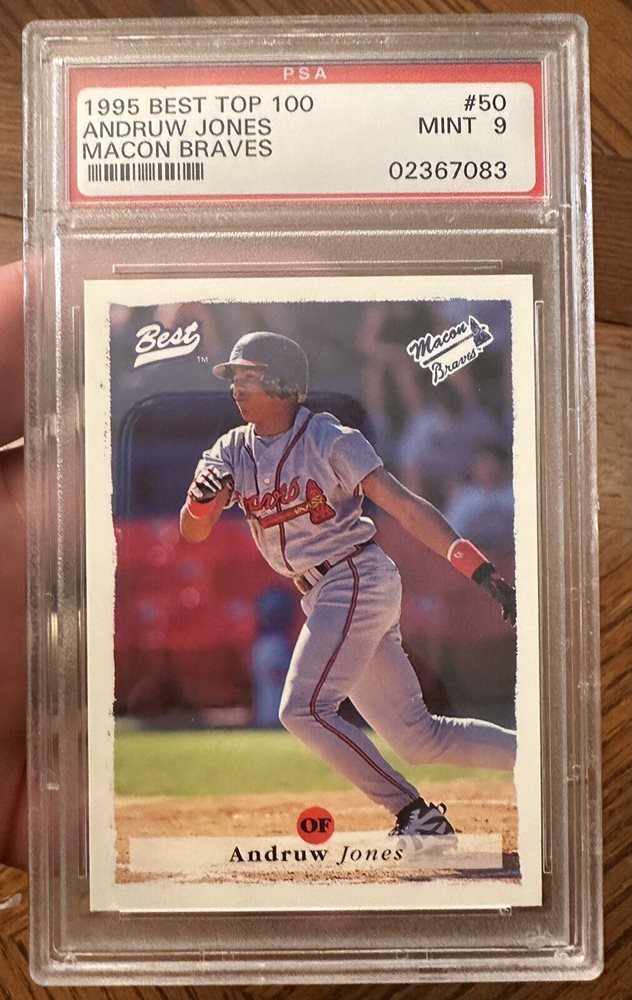 PSA
1995 BEST TOP 100 #50
ANDRUW JONES MINT 9
MACON BRAVES
02367083
Best TM
Macon
Braves
OF
Andruw Jones